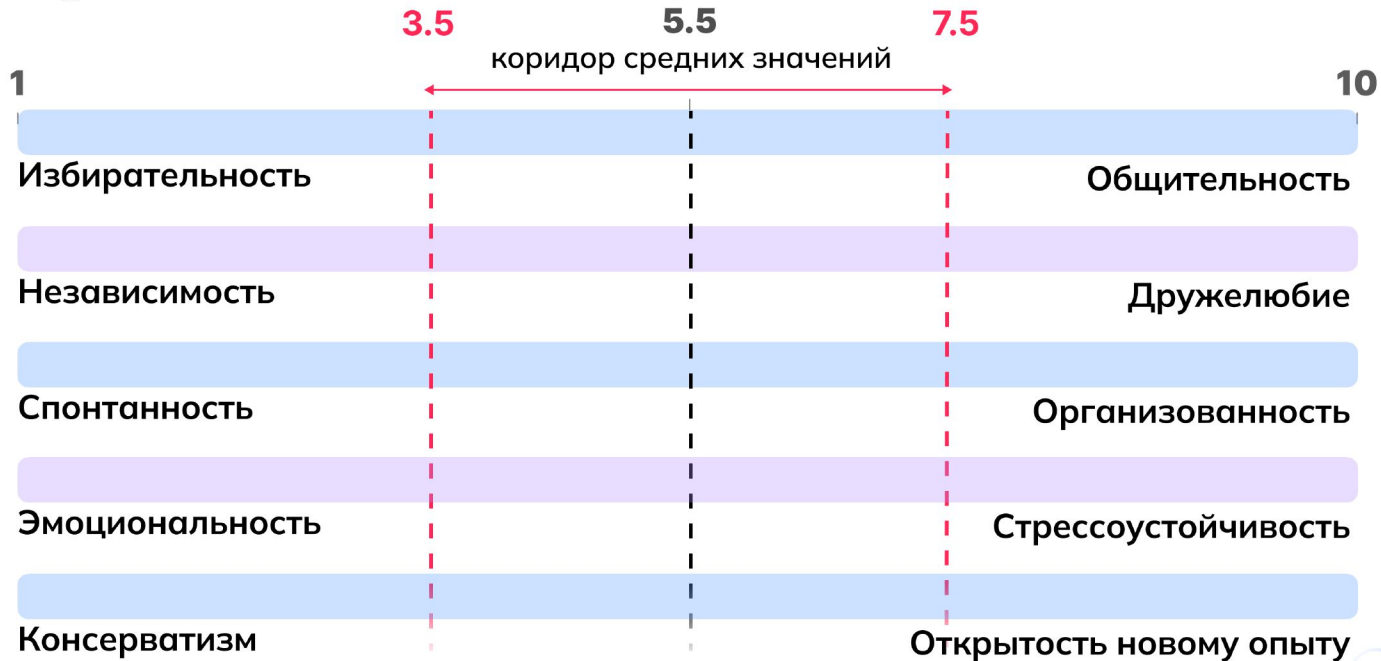 3.5 5.5 7.5
коридор средних значений
1 10
Избирательность Общительность
Независимость Дружелюбие
Спонтанность Организованность
Эмоциональность Стрессоустойчивость
Консерватизм Открытость новому опыту